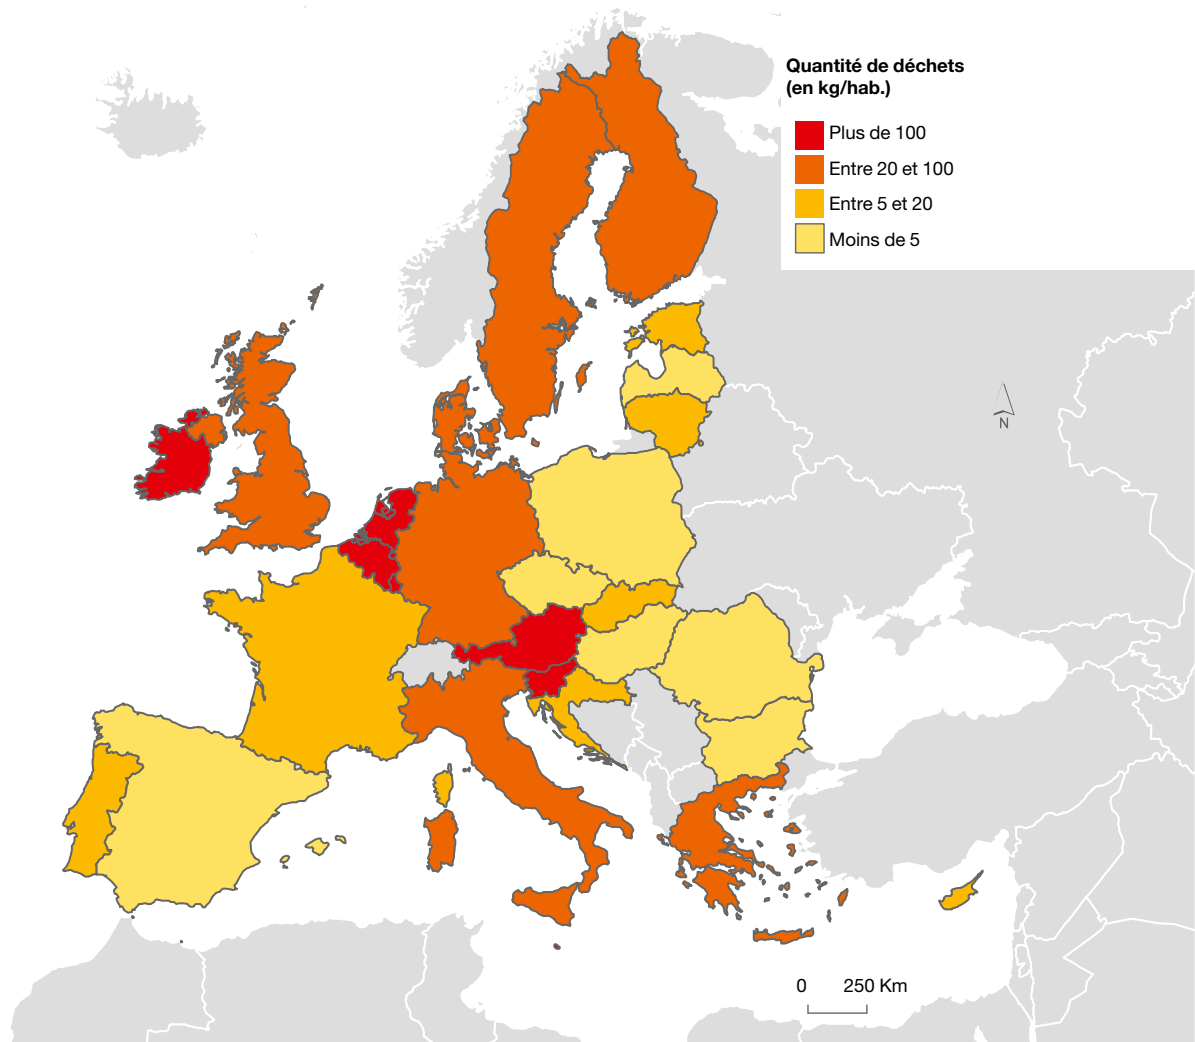 Quantité de déchets
(en kg/hab.)
Plus de 100
Entre 20 et 100
Entre 5 et 20
Moins de 5
N
0 250 Km